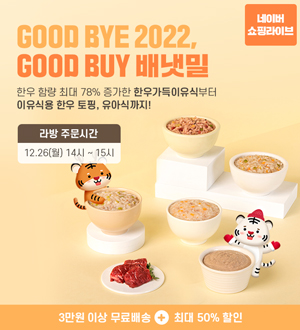 네이버
쇼핑라이브
GOOD BYE 2022,
GOOD BUY 배냇밀
한우 함량 최대 78% 증가한 한우가득이유식부터
이유식용 한우 토핑, 유아식까지!
라방 주문시간
12.26(월) 14시 ~ 15시
3만원 이상 무료배송 + 최대 50% 할인